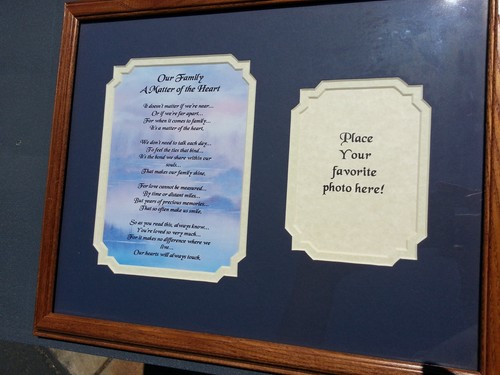 Our Family
A Matter of the Heart
It doesn't matter if we're near...
Or if we're far apart...
For when it comes to family...
It's a matter of the heart.
We don't need to talk each day...
To feel the ties that bind...
It's the bond we share within our
souls...
That makes our family shine.
For love cannot be measured...
By time or distant miles...
But years of precious memories...
That so often make us smile.
So as you read this, always know...
You're loved so very much...
For it makes no difference where we
live...
Our hearts will always touch.
Place
Your
favorite
photo here!